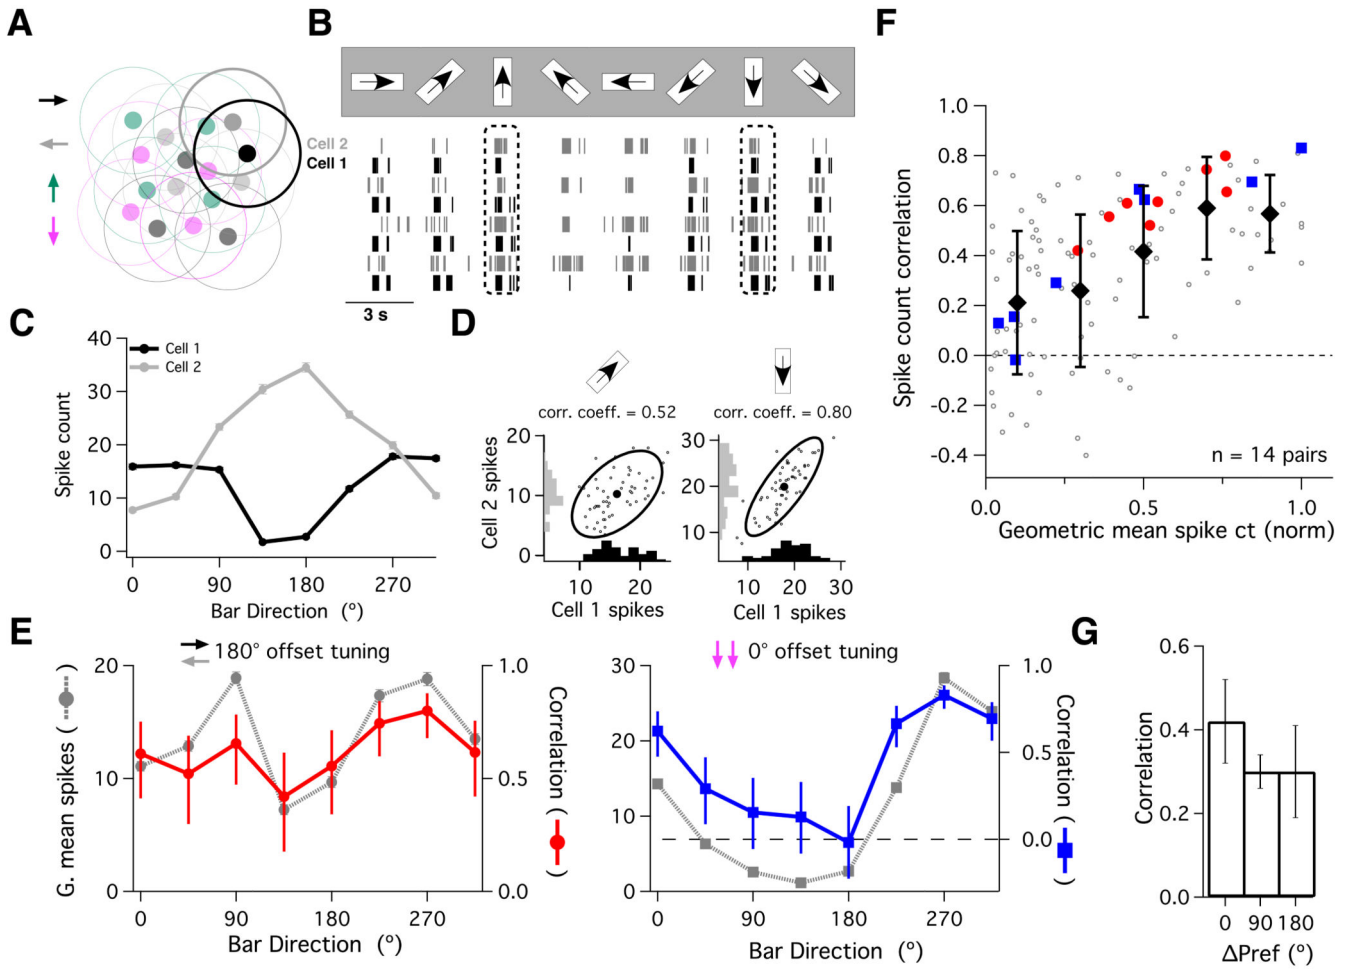 A
B
Cell 2
Cell 1
3 s
C
40
30
20
10
0
Spike count
Cell 1
Cell 2
0
90
180
270
Bar Direction (°)
D
corr. coeff. = 0.52
20
10
0
Cell 2 spikes
10
20
Cell 1 spikes
corr. coeff. = 0.80
30
20
10
10
20
30
Cell 1 spikes
F
1.0
0.8
0.6
0.4
0.2
0.0
-0.2
-0.4
Spike count correlation
n = 14 pairs
0.0
0.5
1.0
Geometric mean spike ct (norm)
E
180° offset tuning
20
10
0
G. mean spikes ( )
1.0
0.5
0.0
Correlation ( )
0
90
180
270
Bar Direction (°)
0° offset tuning
30
20
10
0
1.0
0.5
0.0
Correlation ( )
0
90
180
270
Bar Direction (°)
G
0.6
0.4
0.2
0.0
Correlation
0
90
180
ΔPref (°)